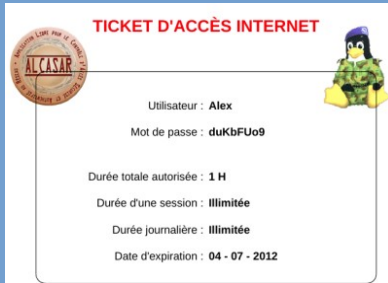 TICKET D'ACCÈS INTERNET
ALCASAR
Utilisateur : Alex
Mot de passe : duKbFUo9
Durée totale autorisée : 1 H
Durée d'une session : Illimitée
Durée journalière : Illimitée
Date d'expiration : 04 - 07 - 2012